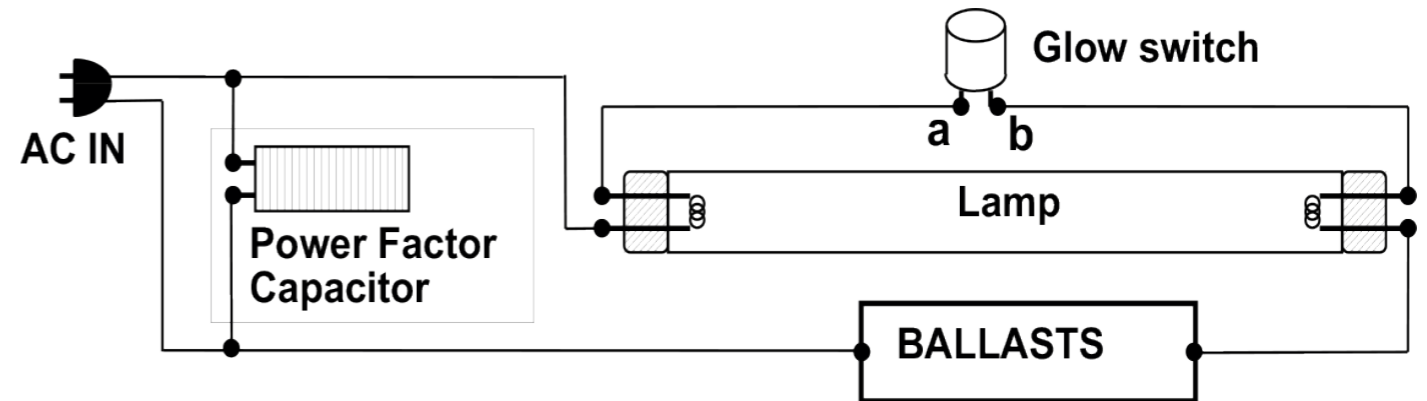 Glow switch
AC IN
a b
Lamp
Power Factor
Capacitor
BALLASTS